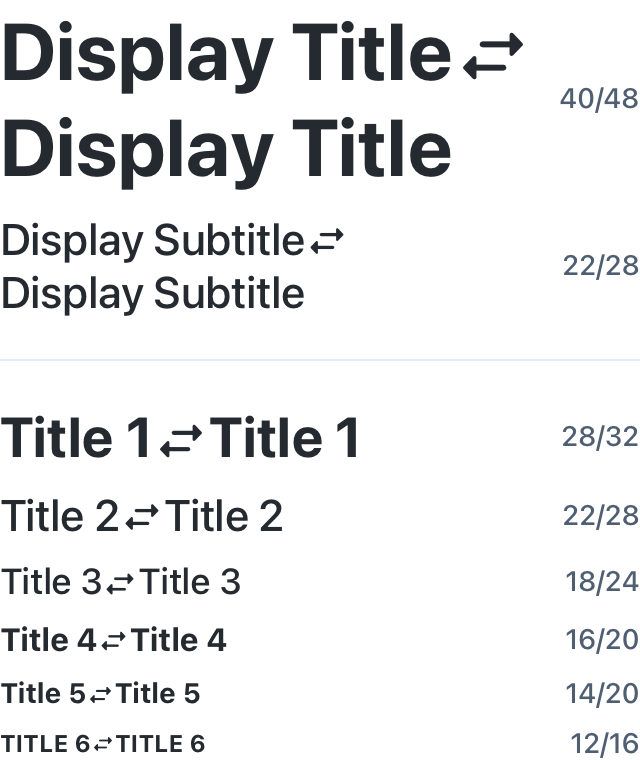 Display Title ⇄
40/48
Display Title
Display Subtitle ⇄
22/28
Display Subtitle
Title 1 ⇄ Title 1 28/32
Title 2 ⇄ Title 2 22/28
Title 3 ⇄ Title 3 18/24
Title 4 ⇄ Title 4 16/20
Title 5 ⇄ Title 5 14/20
TITLE 6 ⇄ TITLE 6 12/16